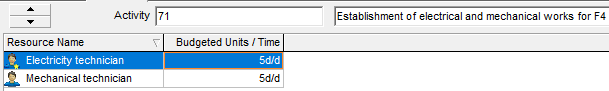 Activity 71 Establishment of electrical and mechanical works for F4
Resource Name Budgeted Units / Time
Electricity technician 5d/d
Mechanical technician 5d/d